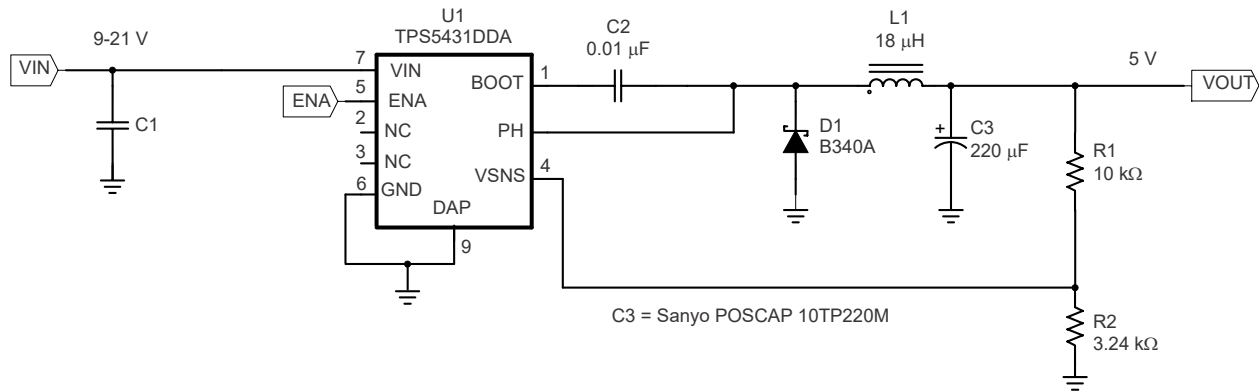 U1
TPS5431DDA
9-21 V
VIN
C1
ENA
7
5
2
3
6
VIN
ENA
NC
NC
GND
DAP
9
BOOT
PH
VSNS
1
4
C2
0.01 μF
L1
18 μH
D1
B340A
+
C3
220 μF
5 V
VOUT
R1
10 kΩ
R2
3.24 kΩ
C3 = Sanyo POSCAP 10TP220M